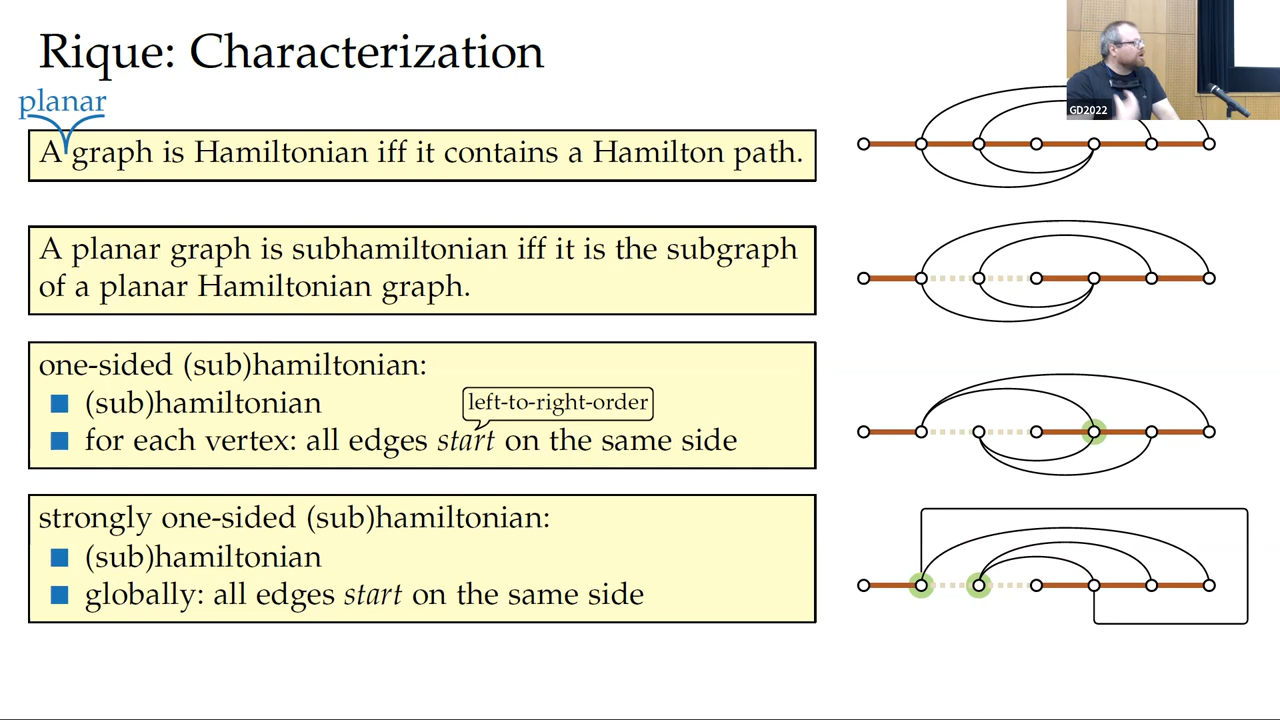 Rique: Characterization
planar
GD2022
A graph is Hamiltonian iff it contains a Hamilton path.
A planar graph is subhamiltonian iff it is the subgraph
of a planar Hamiltonian graph.
one-sided (sub)hamiltonian:
(sub)hamiltonian
left-to-right-order
for each vertex: all edges start on the same side
strongly one-sided (sub)hamiltonian:
(sub)hamiltonian
globally: all edges start on the same side